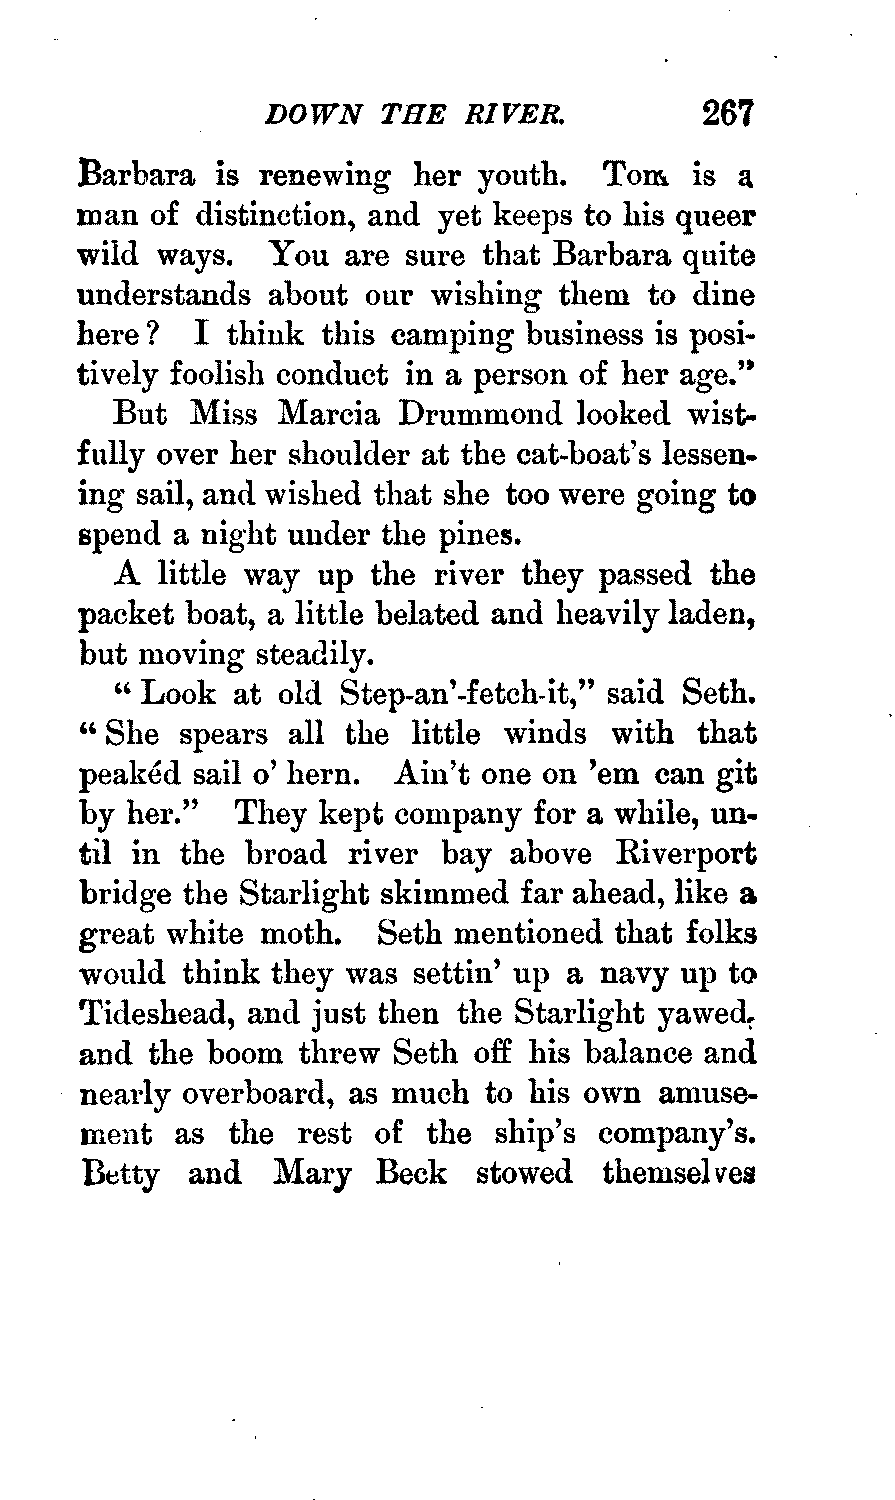 DOWN THE RIVER. 267
Barbara is renewing her youth. Tom is a
man of distinction, and yet keeps to his queer
wild ways. You are sure that Barbara quite
understands about our wishing them to dine
here? I think this camping business is posi-
tively foolish conduct in a person of her age."
But Miss Marcia Drummond looked wist-
fully over her shoulder at the cat-boat's lessen-
ing sail, and wished that she too were going to
spend a night under the pines.
A little way up the river they passed the
packet boat, a little belated and heavily laden,
but moving steadily.
"Look at old Step-an'-fetch-it," said Seth.
"She spears all the little winds with that
peakéd sail o' hern. Ain't one on 'em can git
by her." They kept company for a while, un-
til in the broad river bay above Riverport
bridge the Starlight skimmed far ahead, like a
great white moth. Seth mentioned that folks
would think they was settin' up a navy up to
Tideshead, and just then the Starlight yawed,
and the boom threw Seth off his balance and
nearly overboard, as much to his own amuse-
ment as the rest of the ship's company's.
Betty and Mary Beck stowed themselves